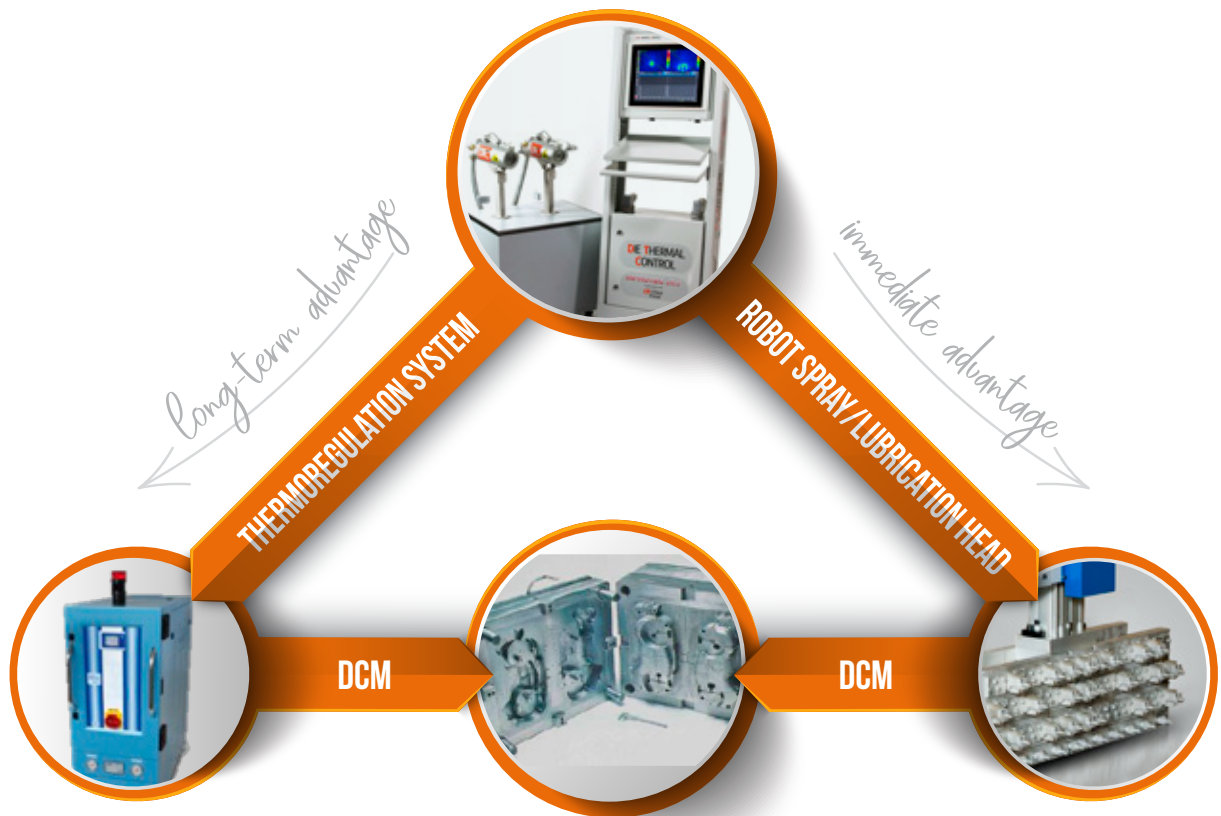 DIE THERMAL
CONTROL
long-term advantage
immediate advantage
THERMOREGULATION SYSTEM
ROBOT SPRAY/LUBRICATION HEAD
DCM
DCM